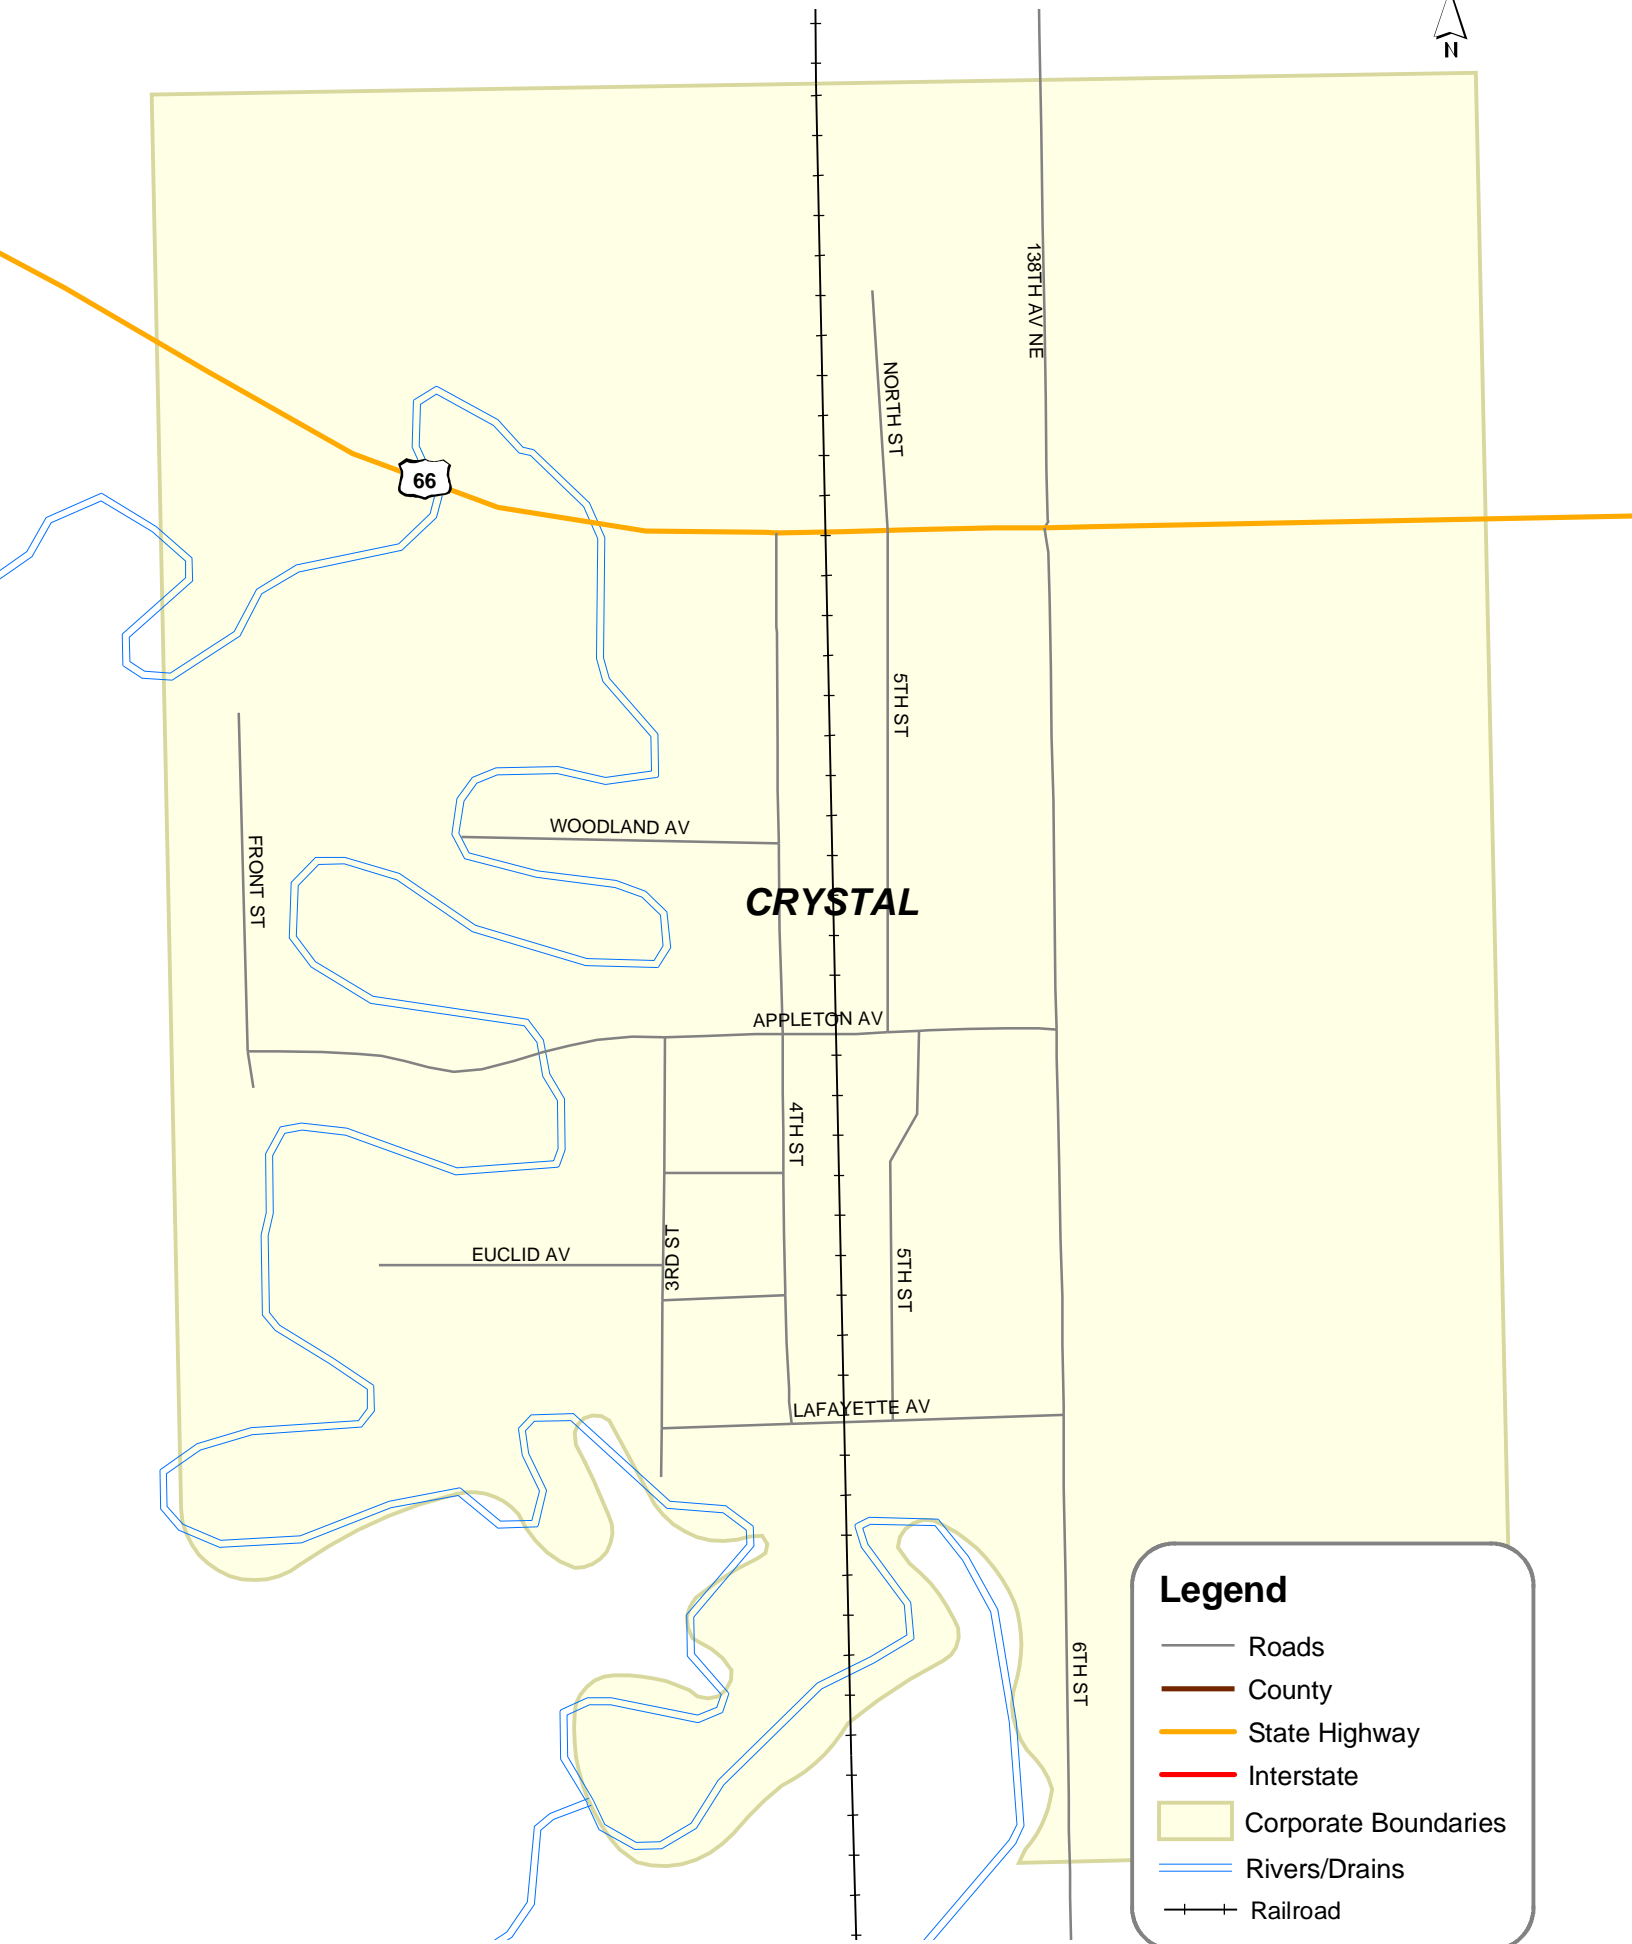 N
138TH AV NE
NORTH ST
66
5TH ST
WOODLAND AV
FRONT ST
CRYSTAL
APPLETON AV
4TH ST
3RD ST
EUCLID AV
5TH ST
LAFAYETTE AV
6TH ST
Legend
Roads
County
State Highway
Interstate
Corporate Boundaries
Rivers/Drains
Railroad